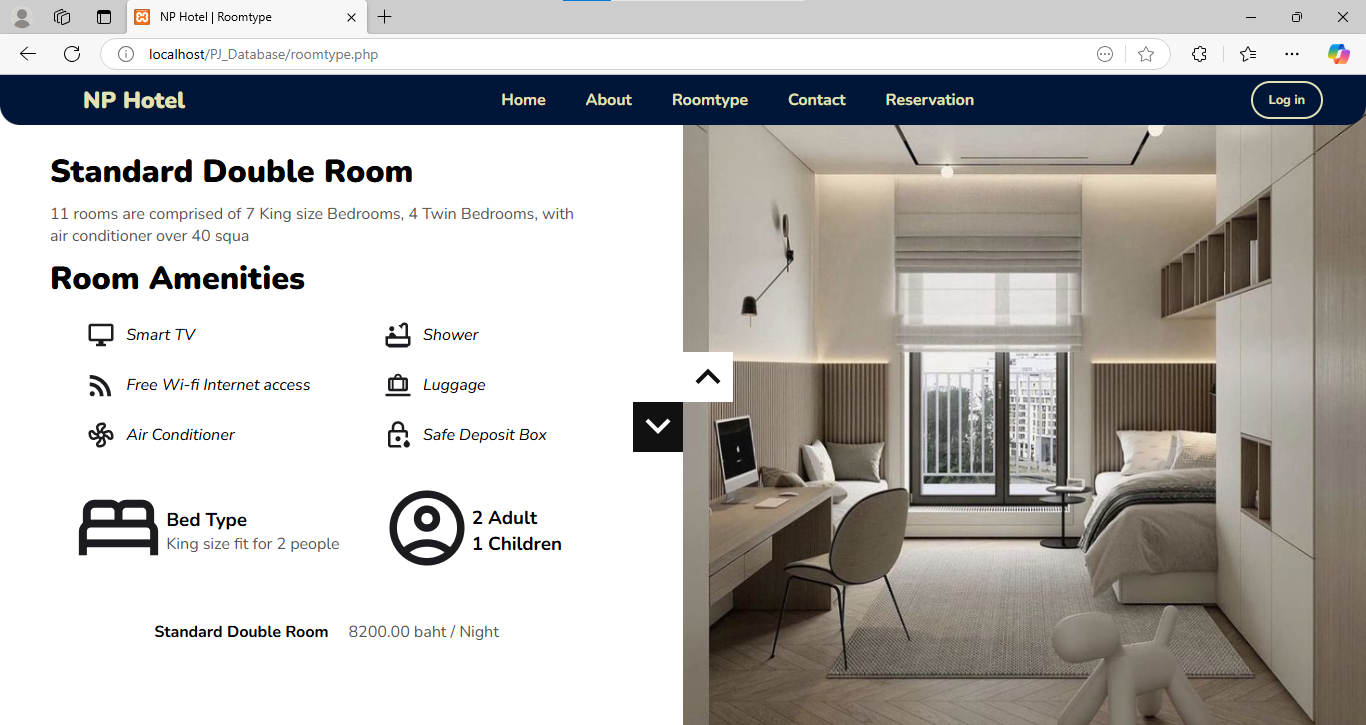 NP Hotel | Roomtype
localhost/PJ_Database/roomtype.php
NP Hotel
Home
About
Roomtype
Contact
Reservation
Log in
Standard Double Room
11 rooms are comprised of 7 King size Bedrooms, 4 Twin Bedrooms, with
air conditioner over 40 squa
Room Amenities
Smart TV
Shower
Free Wi-fi Internet access
Luggage
Air Conditioner
Safe Deposit Box
Bed Type
King size fit for 2 people
2 Adult
1 Children
Standard Double Room 8200.00 baht / Night